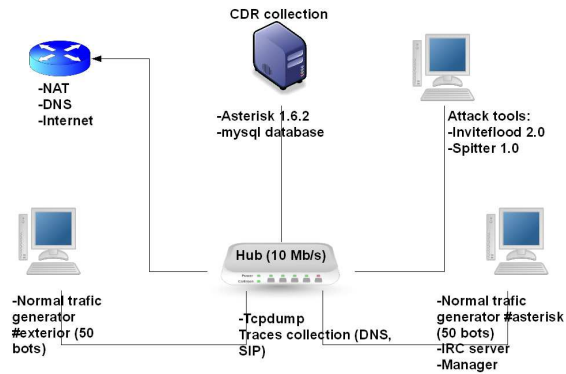 CDR collection
-NAT
-DNS
-Internet
-Asterisk 1.6.2
-mysql database
Attack tools:
-Inviteflood 2.0
-Spitter 1.0
Hub (10 Mb/s)
-Normal trafic
generator
#exterior (50
bots)
-Tcpdump
Traces collection (DNS,
SIP)
-Normal trafic
generator #asterisk
(50 bots)
-IRC server
-Manager